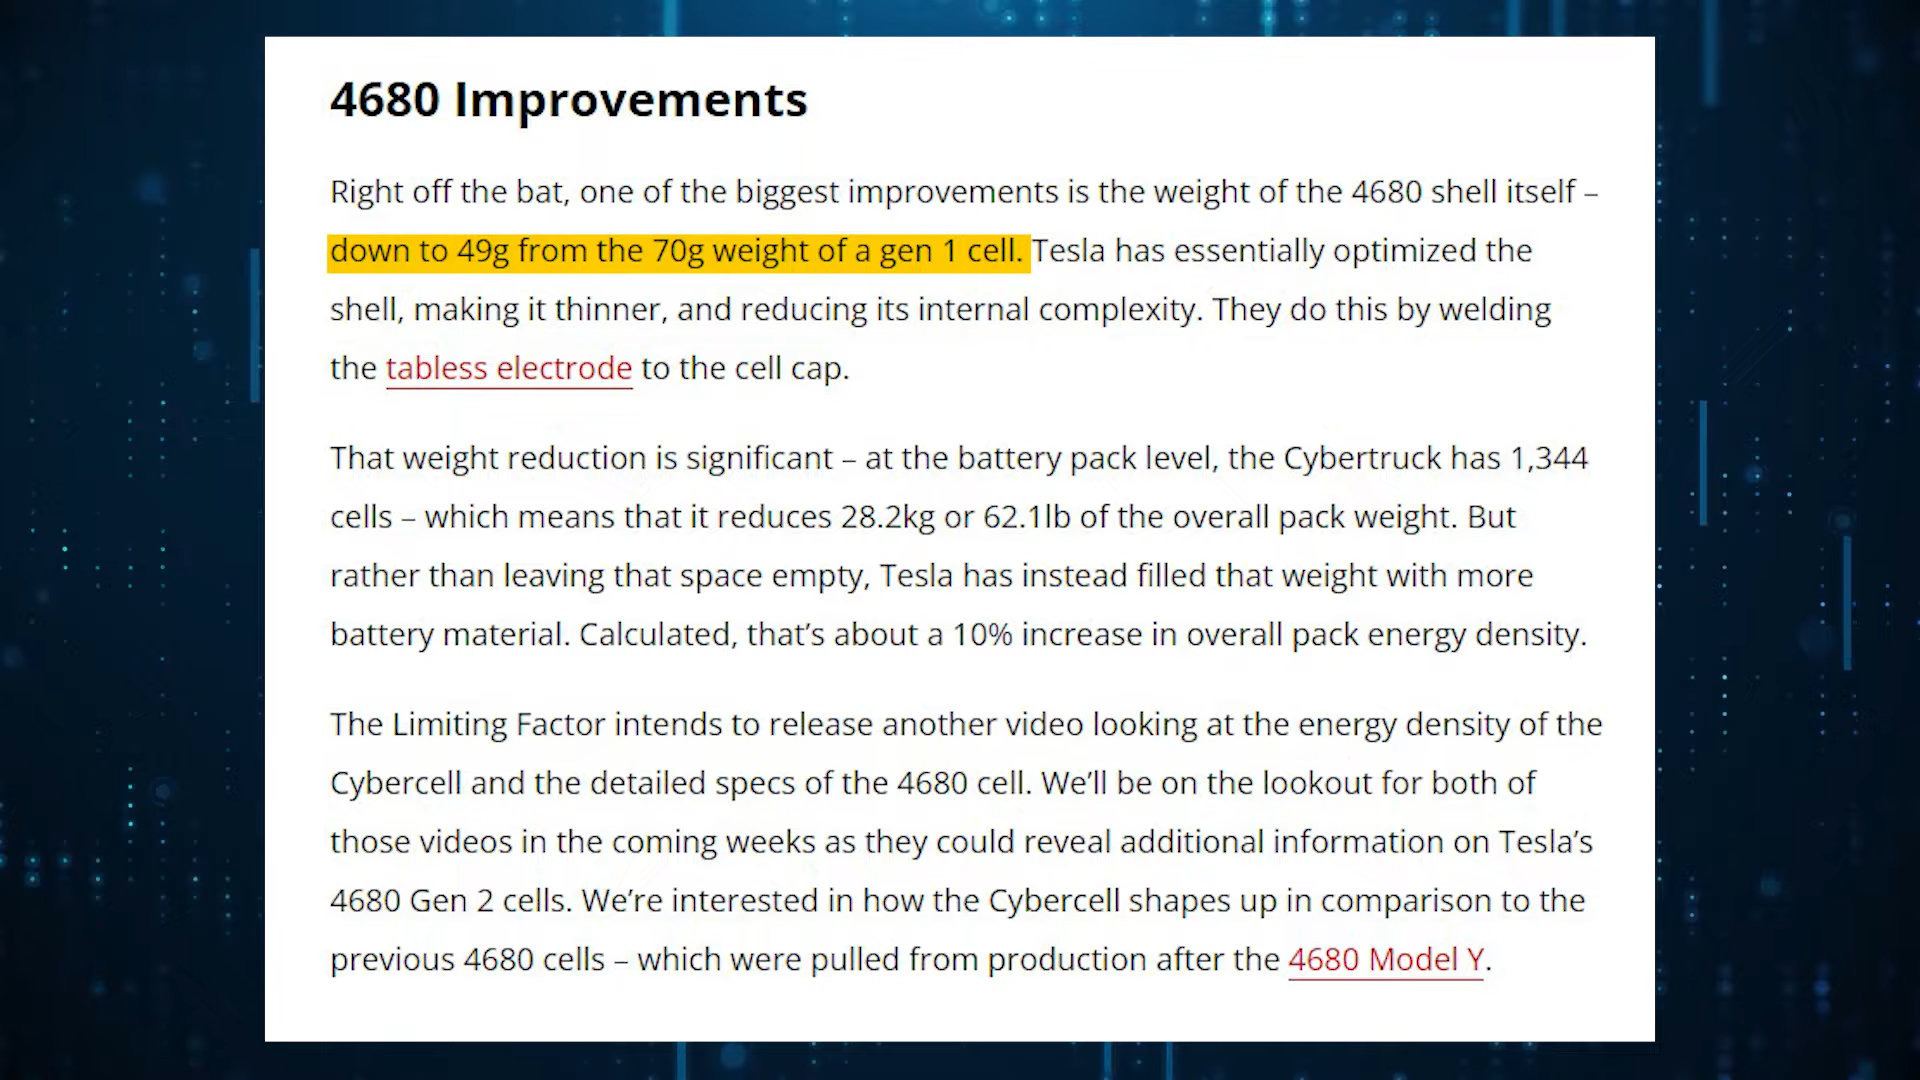 4680 Improvements
Right off the bat, one of the biggest improvements is the weight of the 4680 shell itself –
down to 49g from the 70g weight of a gen 1 cell. Tesla has essentially optimized the
shell, making it thinner, and reducing its internal complexity. They do this by welding
the tabless electrode to the cell cap.
That weight reduction is significant – at the battery pack level, the Cybertruck has 1,344
cells – which means that it reduces 28.2kg or 62.1lb of the overall pack weight. But
rather than leaving that space empty, Tesla has instead filled that weight with more
battery material. Calculated, that’s about a 10% increase in overall pack energy density.
The Limiting Factor intends to release another video looking at the energy density of the
Cybercell and the detailed specs of the 4680 cell. We’ll be on the lookout for both of
those videos in the coming weeks as they could reveal additional information on Tesla’s
4680 Gen 2 cells. We’re interested in how the Cybercell shapes up in comparison to the
previous 4680 cells – which were pulled from production after the 4680 Model Y.